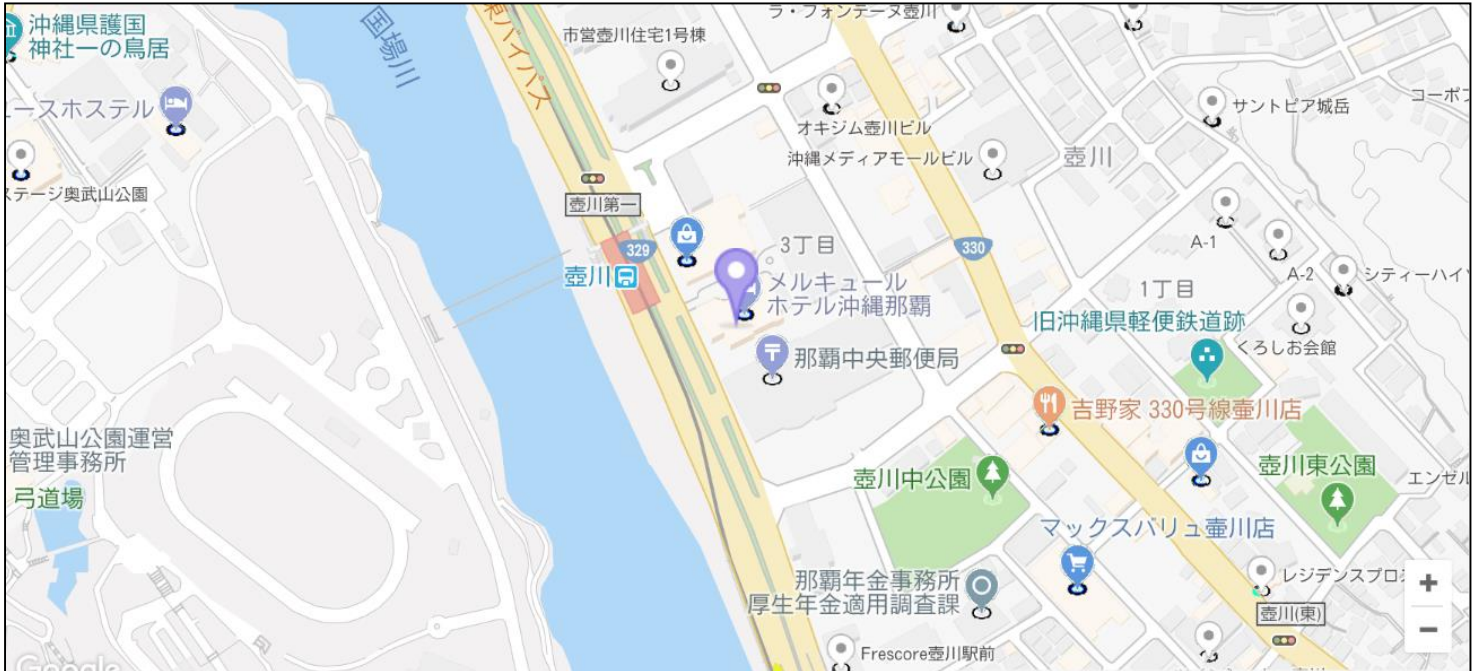 沖縄県護国
神社一の鳥居
国場川
東バイパス
市営壺川住宅1号棟
ラ・フォンテーヌ壺川
ースホステル
ステージ奥武山公園
オキジム壺川ビル
沖縄メディアモールビル
壺川
サントピア城岳
コーポ
壺川第一
329
壺川
3丁目
メルキュール
ホテル沖縄那覇
那覇中央郵便局
330
A-1
A-2
シティーハイツ
1丁目
旧沖縄県軽便鉄道跡
くろしお会館
吉野家 330号線壷川店
奥武山公園運営
管理事務所
弓道場
壺川中公園
壺川東公園
エンゼル
マックスバリュ壷川店
那覇年金事務所
厚生年金適用調査課
レジデンスプロ
壺川(東)
Frescore壺川駅前
+
−
Google